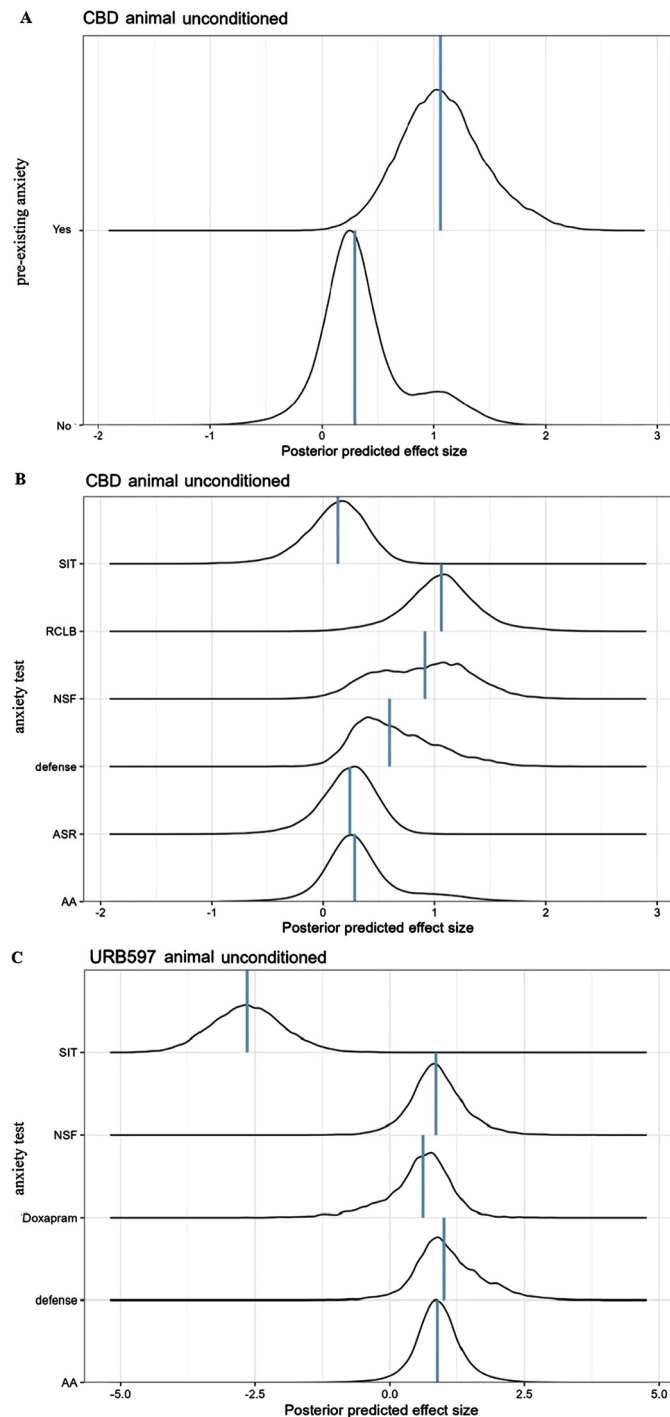 A
CBD animal unconditioned
pre-existing anxiety
Yes
No
-2 -1 0 1 2 3
Posterior predicted effect size
B
CBD animal unconditioned
anxiety test
SIT
RCLB
NSF
defense
ASR
AA
-2 -1 0 1 2 3
Posterior predicted effect size
C
URB597 animal unconditioned
anxiety test
SIT
NSF
Doxapram
defense
AA
-5.0 -2.5 0.0 2.5 5.0
Posterior predicted effect size